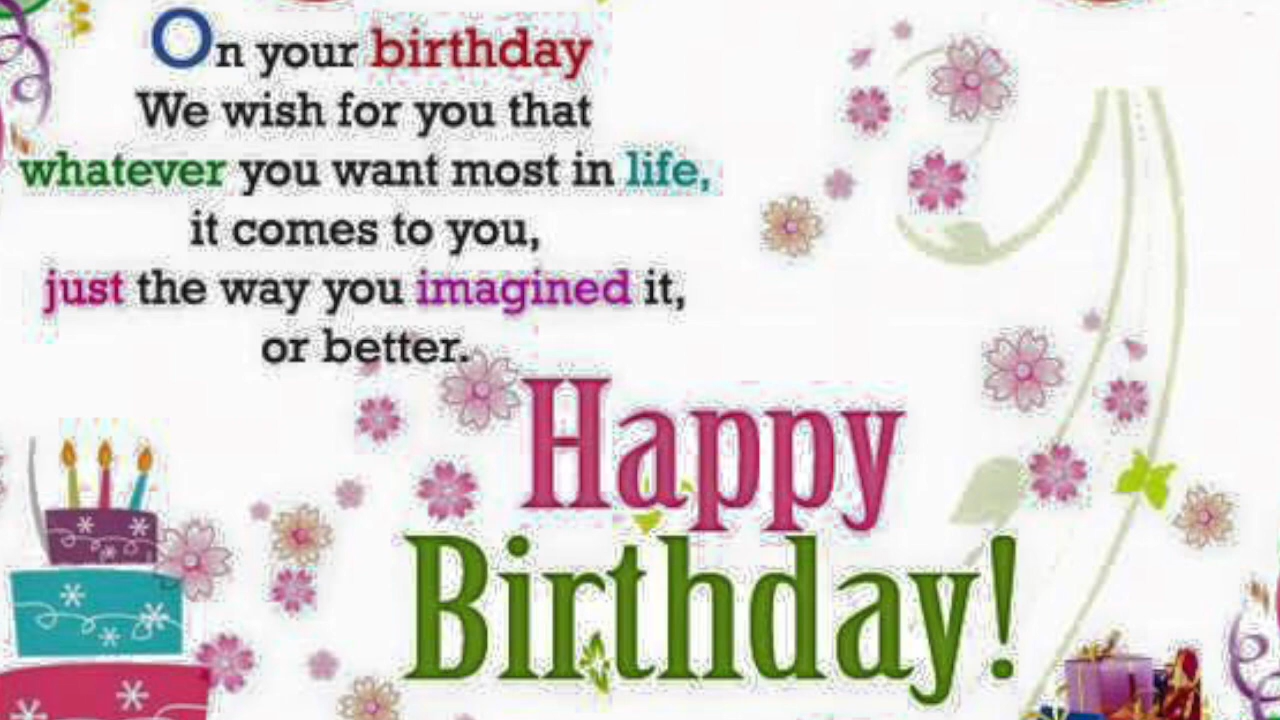 On your birthday
We wish for you that
whatever you want most in life,
it comes to you,
just the way you imagined it,
or better.
Happy
Birthday!